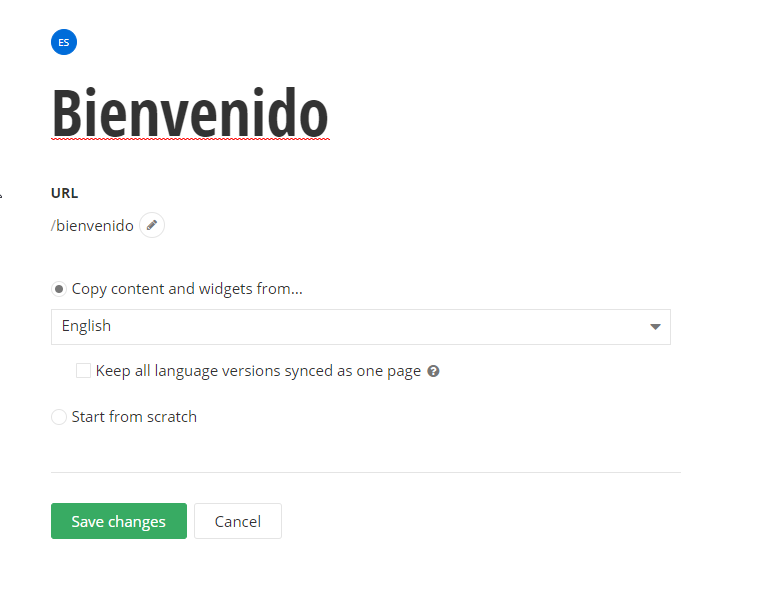 ES
Bienvenido
URL
/bienvenido
Copy content and widgets from...
English
Keep all language versions synced as one page ?
Start from scratch
Save changes Cancel